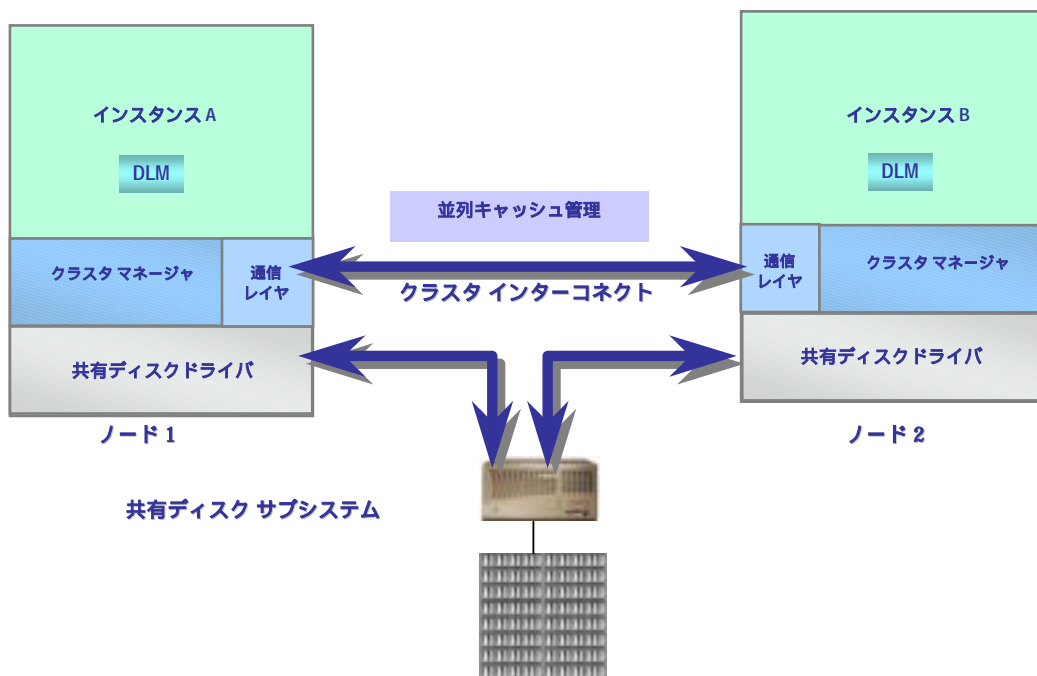 インスタンス A
DLM
クラスタ マネージャ
通信
レイヤ
共有ディスクドライバ
ノード 1
並列キャッシュ管理
クラスタ インターコネクト
インスタンス B
DLM
通信
レイヤ
クラスタ マネージャ
共有ディスクドライバ
ノード 2
共有ディスク サブシステム